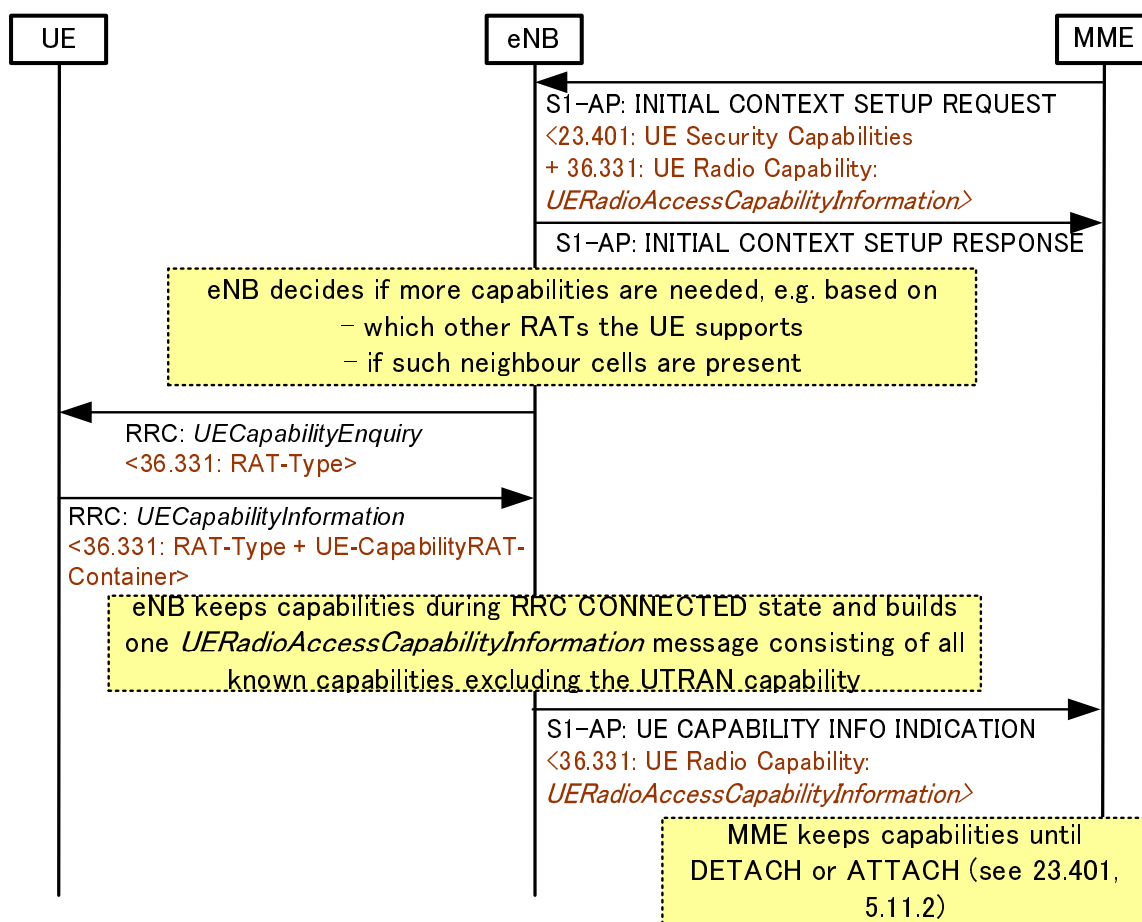 UE
eNB
MME
S1-AP: INITIAL CONTEXT SETUP REQUEST
<23.401: UE Security Capabilities
+ 36.331: UE Radio Capability:
UERadioAccessCapabilityInformation>
S1-AP: INITIAL CONTEXT SETUP RESPONSE
eNB decides if more capabilities are needed, e.g. based on
- which other RATs the UE supports
- if such neighbour cells are present
RRC: UECapabilityEnquiry
<36.331: RAT-Type>
RRC: UECapabilityInformation
<36.331: RAT-Type + UE-CapabilityRAT-
Container>
eNB keeps capabilities during RRC CONNECTED state and builds
one UERadioAccessCapabilityInformation message consisting of all
known capabilities excluding the UTRAN capability
S1-AP: UE CAPABILITY INFO INDICATION
<36.331: UE Radio Capability:
UERadioAccessCapabilityInformation>
MME keeps capabilities until
DETACH or ATTACH (see 23.401,
5.11.2)